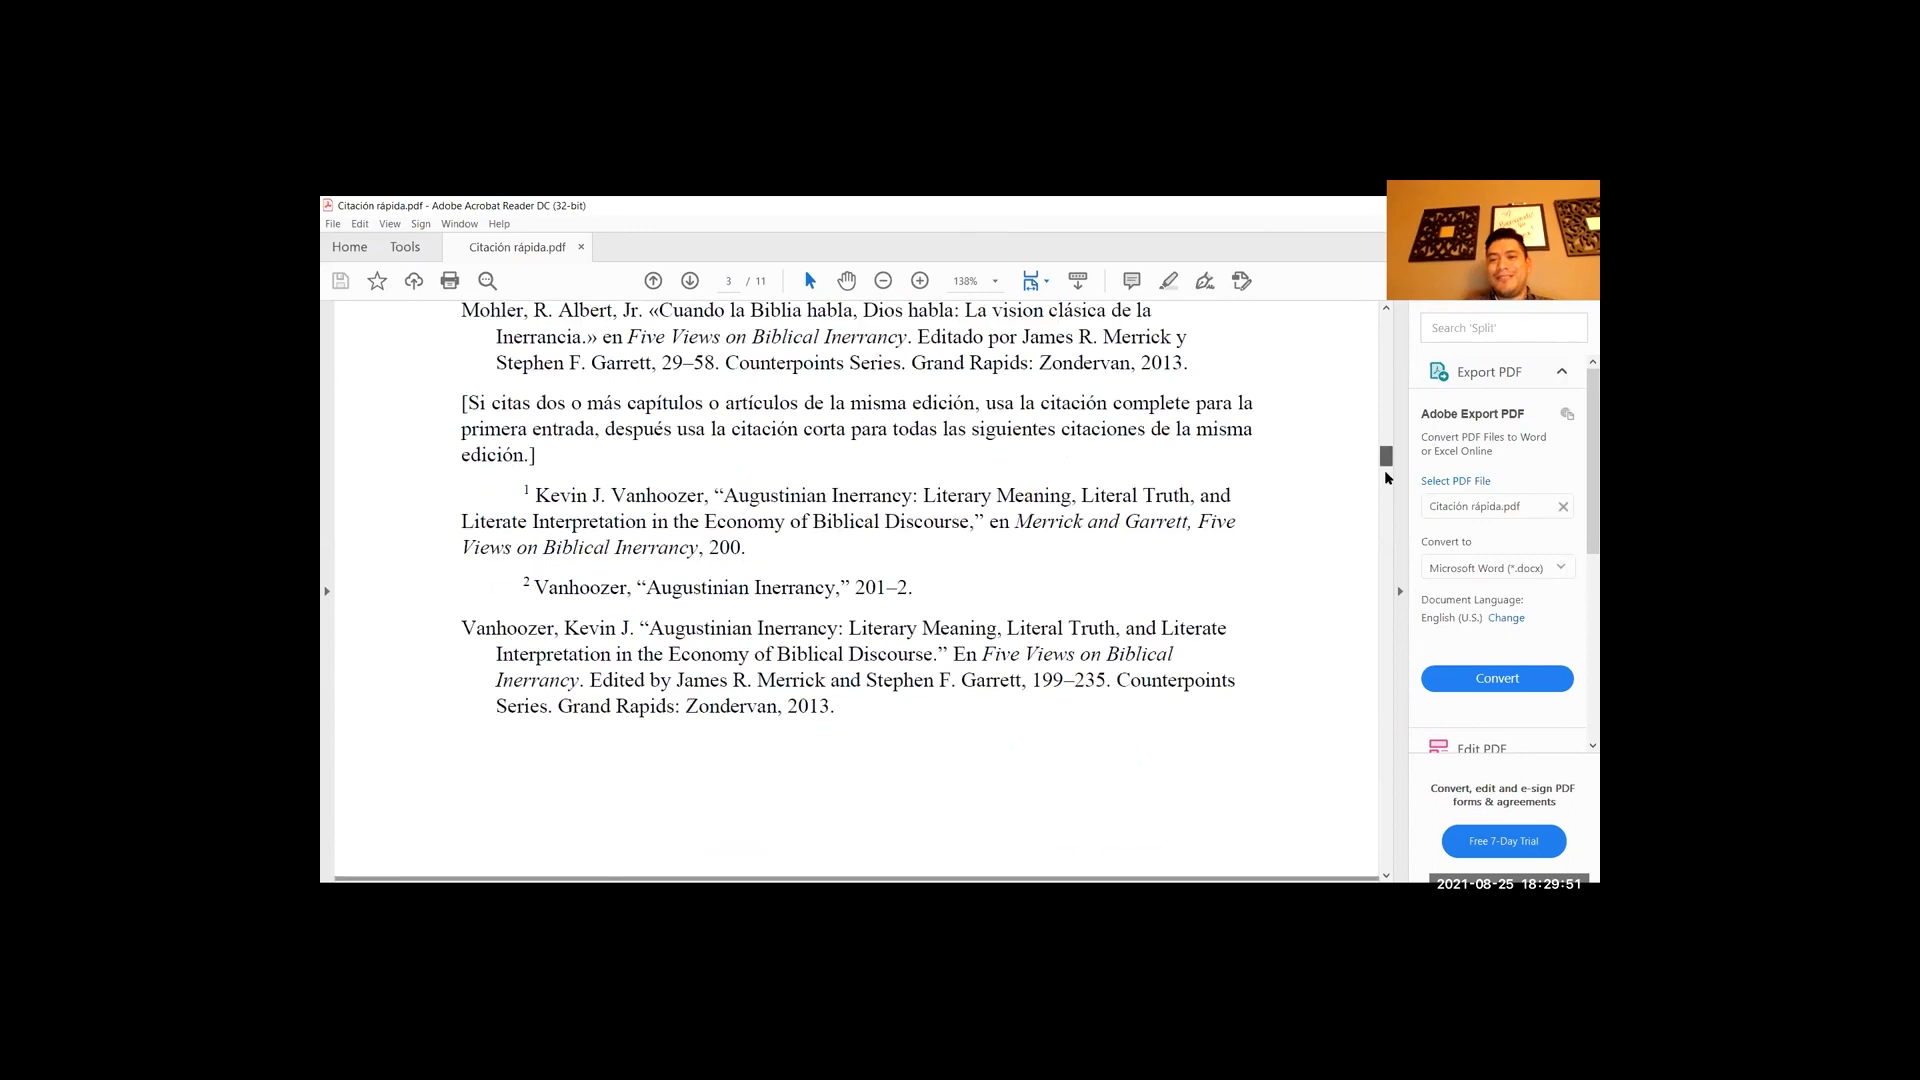 Citación rápida.pdf - Adobe Acrobat Reader DC (32-bit)
File Edit View Sign Window Help
Home Tools Citación rápida.pdf ×
3 / 11 138%
Mohler, R. Albert, Jr. «Cuando la Biblia habla, Dios habla: La vision clásica de la
Inerrancia.» en Five Views on Biblical Inerrancy. Editado por James R. Merrick y
Stephen F. Garrett, 29–58. Counterpoints Series. Grand Rapids: Zondervan, 2013.
[Si citas dos o más capítulos o artículos de la misma edición, usa la citación complete para la
primera entrada, después usa la citación corta para todas las siguientes citaciones de la misma
edición.]
1 Kevin J. Vanhoozer, “Augustinian Inerrancy: Literary Meaning, Literal Truth, and
Literate Interpretation in the Economy of Biblical Discourse,” en Merrick and Garrett, Five
Views on Biblical Inerrancy, 200.
2 Vanhoozer, “Augustinian Inerrancy,” 201–2.
Vanhoozer, Kevin J. “Augustinian Inerrancy: Literary Meaning, Literal Truth, and Literate
Interpretation in the Economy of Biblical Discourse.” En Five Views on Biblical
Inerrancy. Edited by James R. Merrick and Stephen F. Garrett, 199–235. Counterpoints
Series. Grand Rapids: Zondervan, 2013.
Search 'Split'
Export PDF
Adobe Export PDF
Convert PDF Files to Word
or Excel Online
Select PDF File
Citación rápida.pdf
Convert to
Microsoft Word (*.docx)
Document Language:
English (U.S.) Change
Convert
Edit PDF
Convert, edit and e-sign PDF
forms & agreements
Free 7-Day Trial
2021-08-25 18:29:51